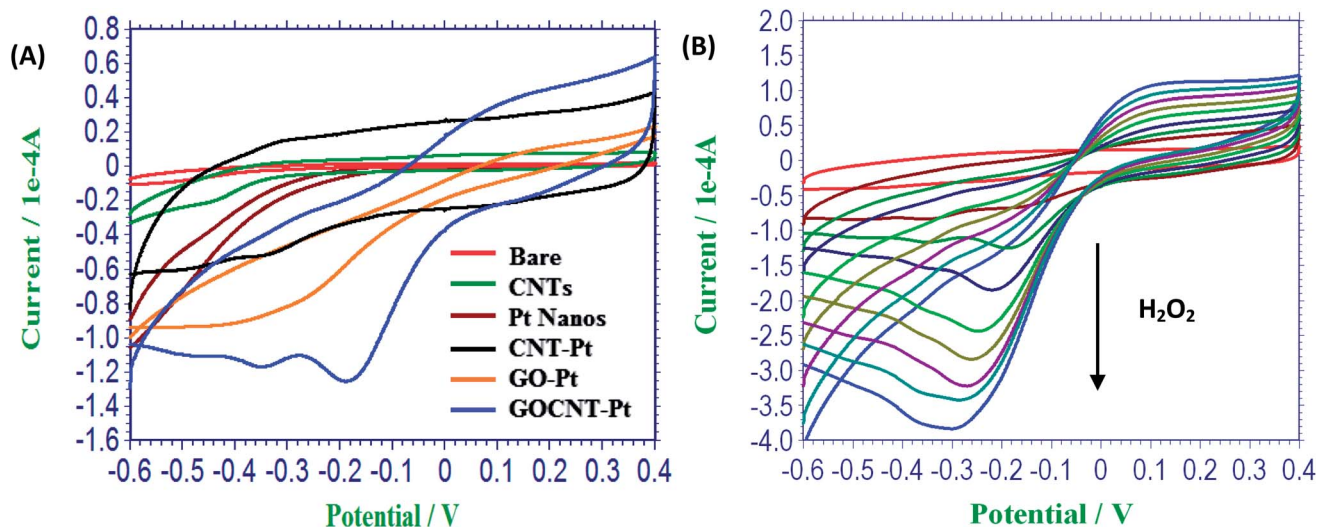 (A)
0.8
0.6
0.4
0.2
0
-0.2
-0.4
-0.6
-0.8
-1.0
-1.2
-1.4
-1.6
Current / 1e-4A
-0.6 -0.5 -0.4 -0.3 -0.2 -0.1 0 0.1 0.2 0.3 0.4
Potential / V
Bare
CNTs
Pt Nanos
CNT-Pt
GO-Pt
GOCNT-Pt
(B)
2.0
1.5
1.0
0.5
0
-0.5
-1.0
-1.5
-2.0
-2.5
-3.0
-3.5
-4.0
Current / 1e-4A
-0.6 -0.5 -0.4 -0.3 -0.2 -0.1 0 0.1 0.2 0.3 0.4
Potential / V
H₂O₂